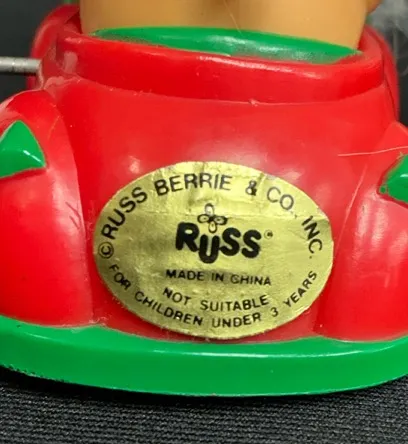 © RUSS BERRIE & CO. INC.
RUSS®
MADE IN CHINA
NOT SUITABLE
FOR CHILDREN UNDER 3 YEARS